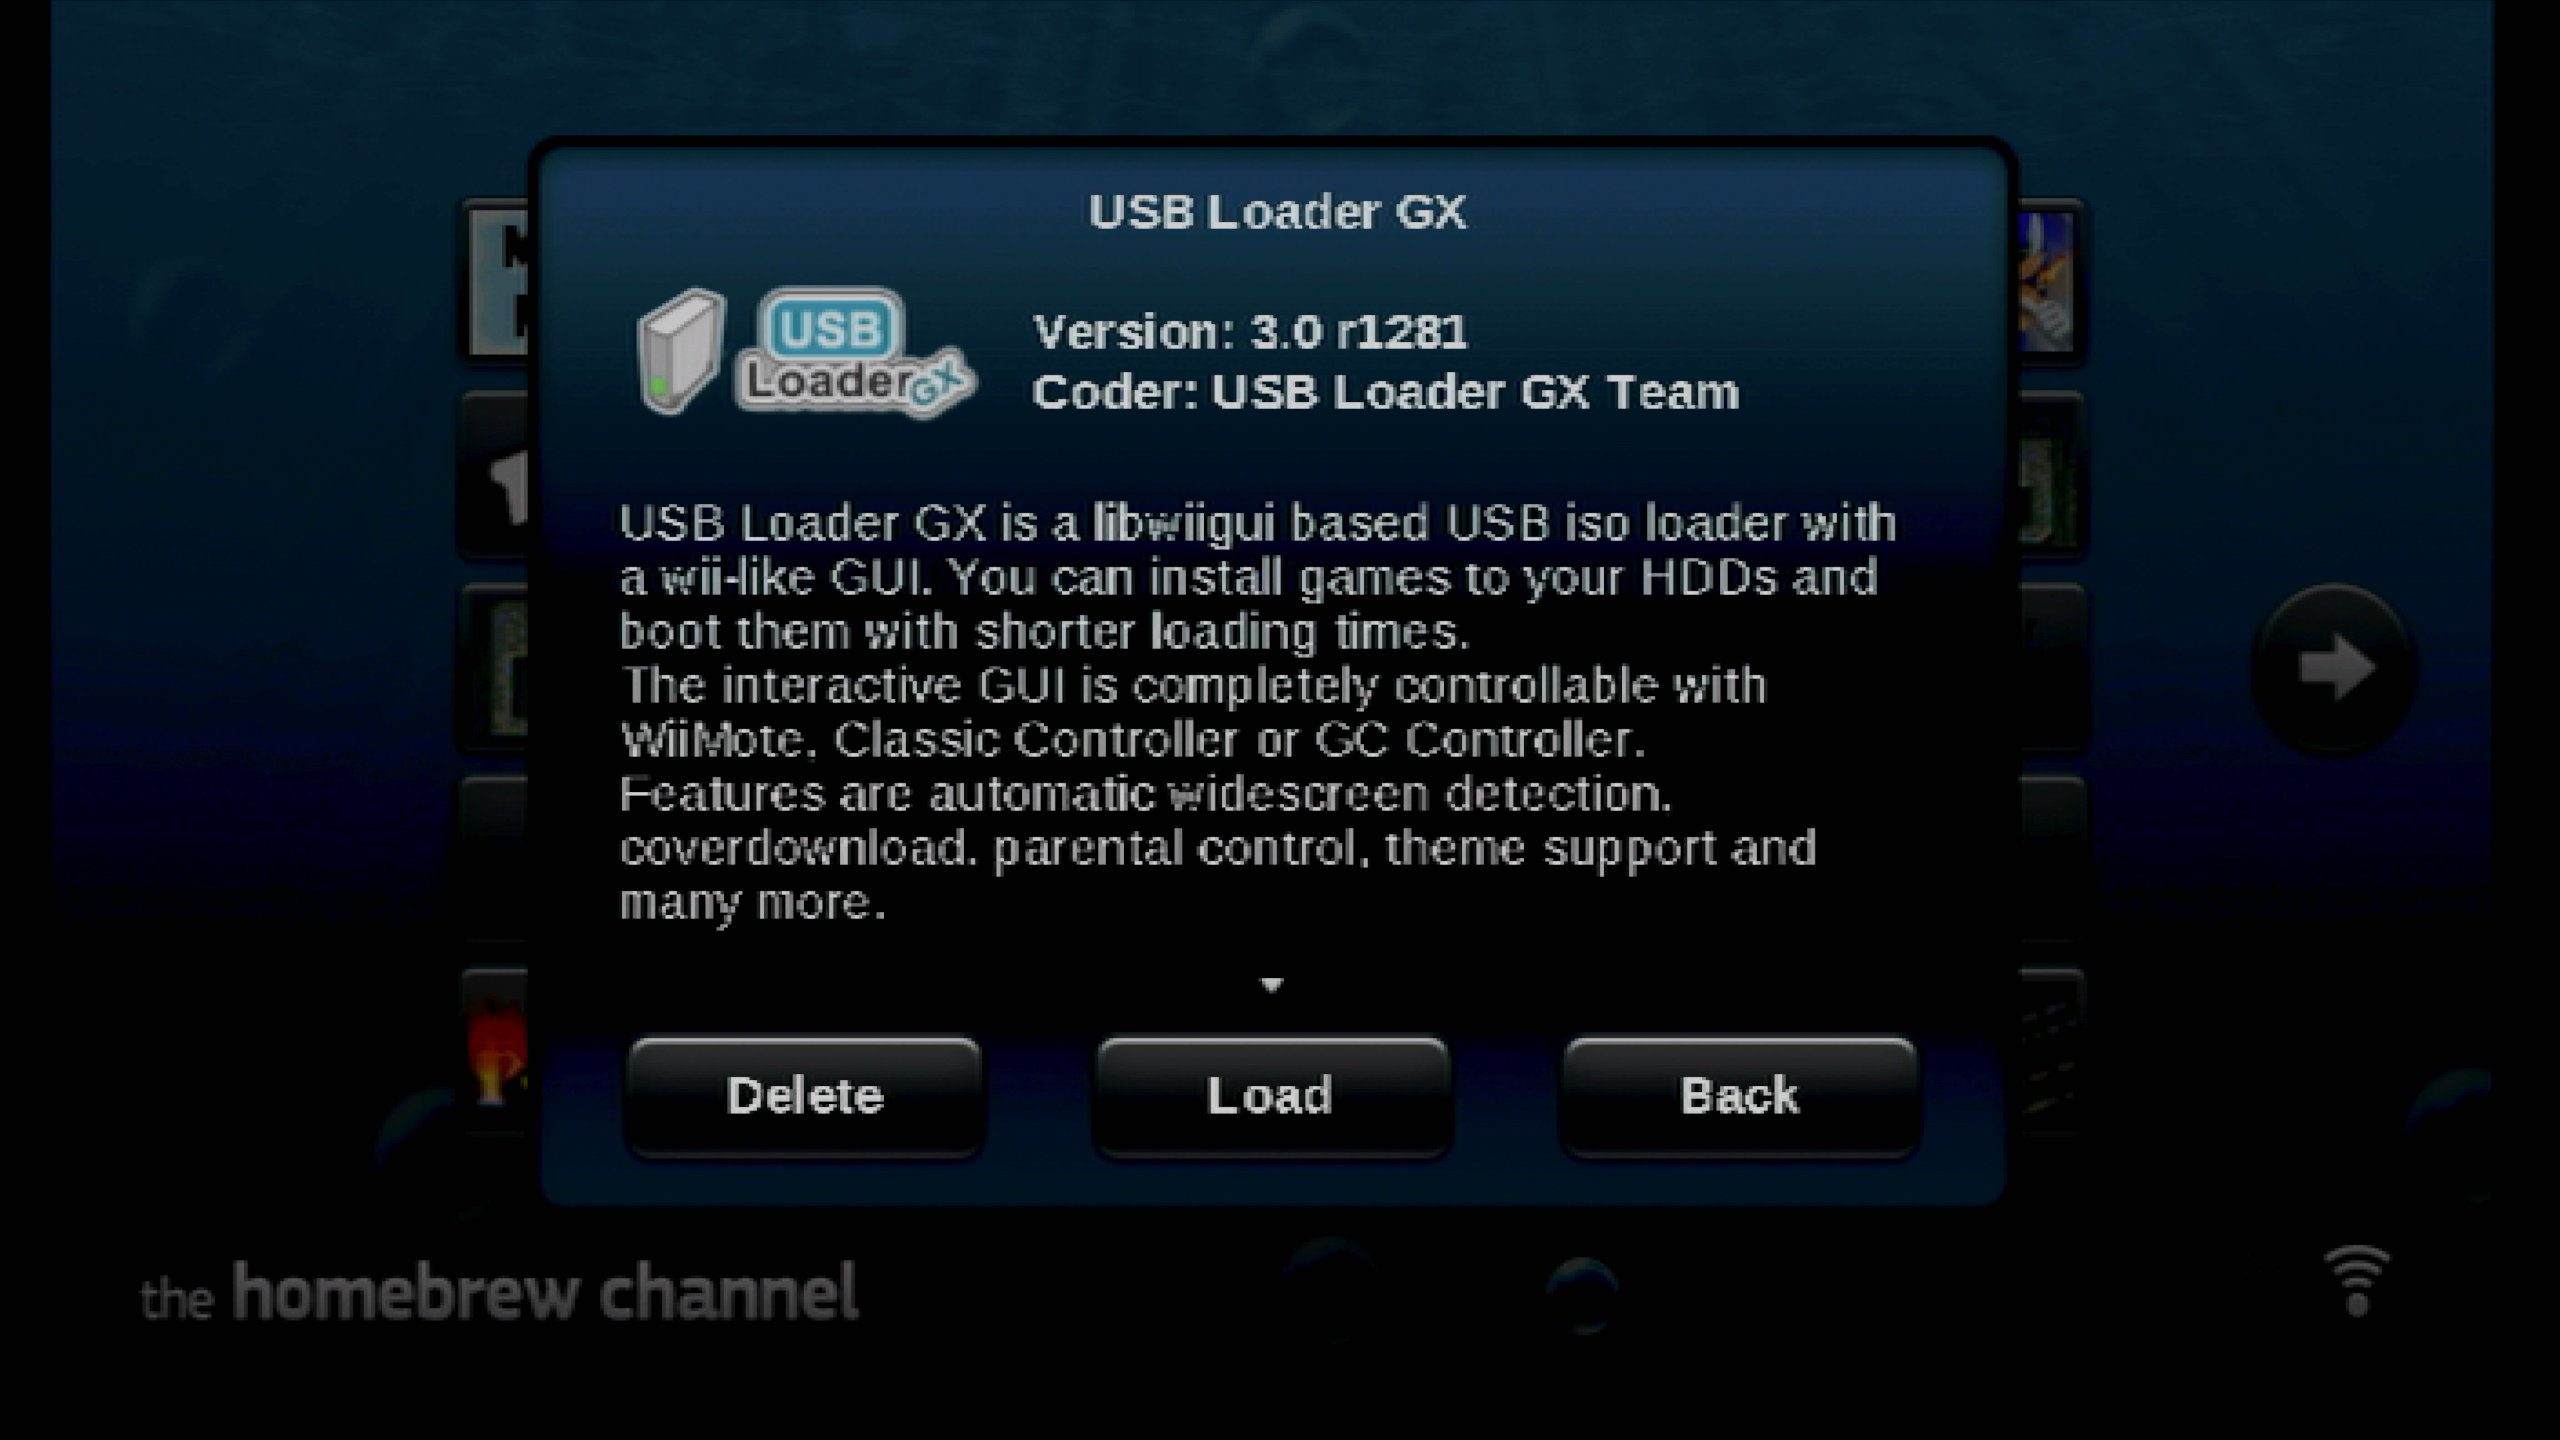 USB Loader GX
USB
LoaderGX
Version: 3.0 r1281
Coder: USB Loader GX Team
USB Loader GX is a libwiigui based USB iso loader with
a wii-like GUI. You can install games to your HDDs and
boot them with shorter loading times.
The interactive GUI is completely controllable with
WiiMote, Classic Controller or GC Controller.
Features are automatic widescreen detection,
coverdownload, parental control, theme support and
many more.
Delete
Load
Back
the homebrew channel